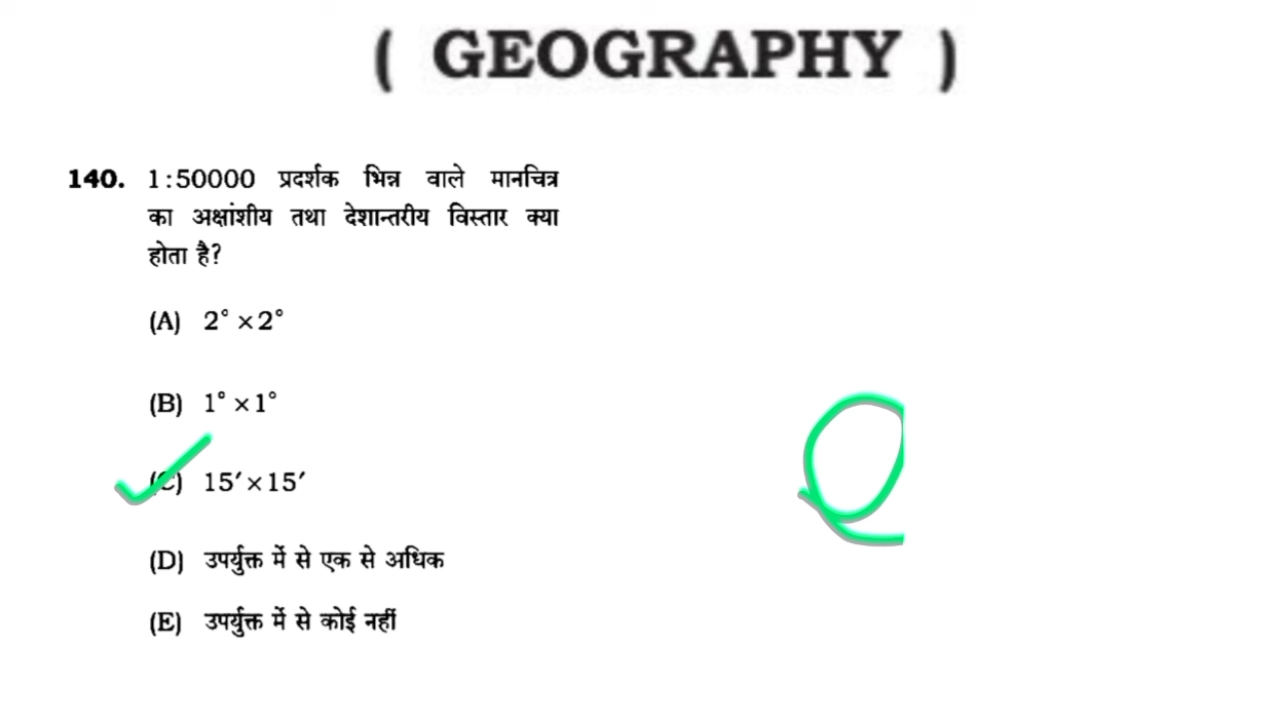 ( GEOGRAPHY )
140. 1:50000 प्रदर्शक भिन्न वाले मानचित्र
का अक्षांशीय तथा देशान्तरीय विस्तार क्या
होता है?
(A) 2° × 2°
(B) 1° × 1°
(C) 15′ × 15′
(D) उपर्युक्त में से एक से अधिक
(E) उपर्युक्त में से कोई नहीं